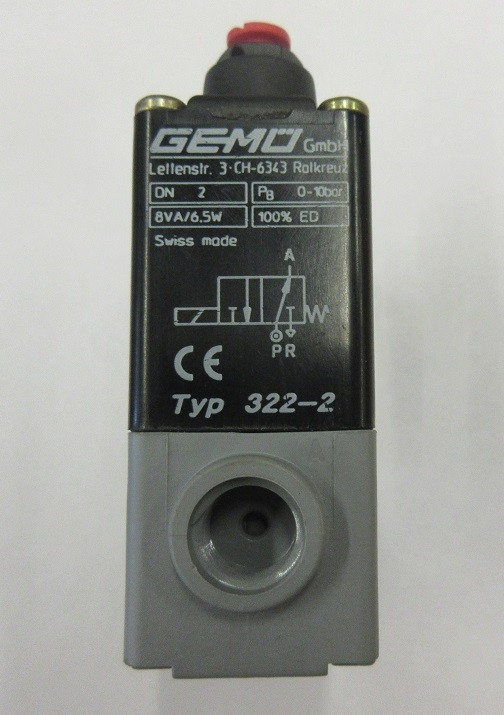 GEMÜ GmbH
Lettenstr. 3·CH-6343 Rotkreuz
DN 2 PB 0-10bar
8VA/6,5W 100% ED
Swiss made
A
P R
CE
Typ 322-2